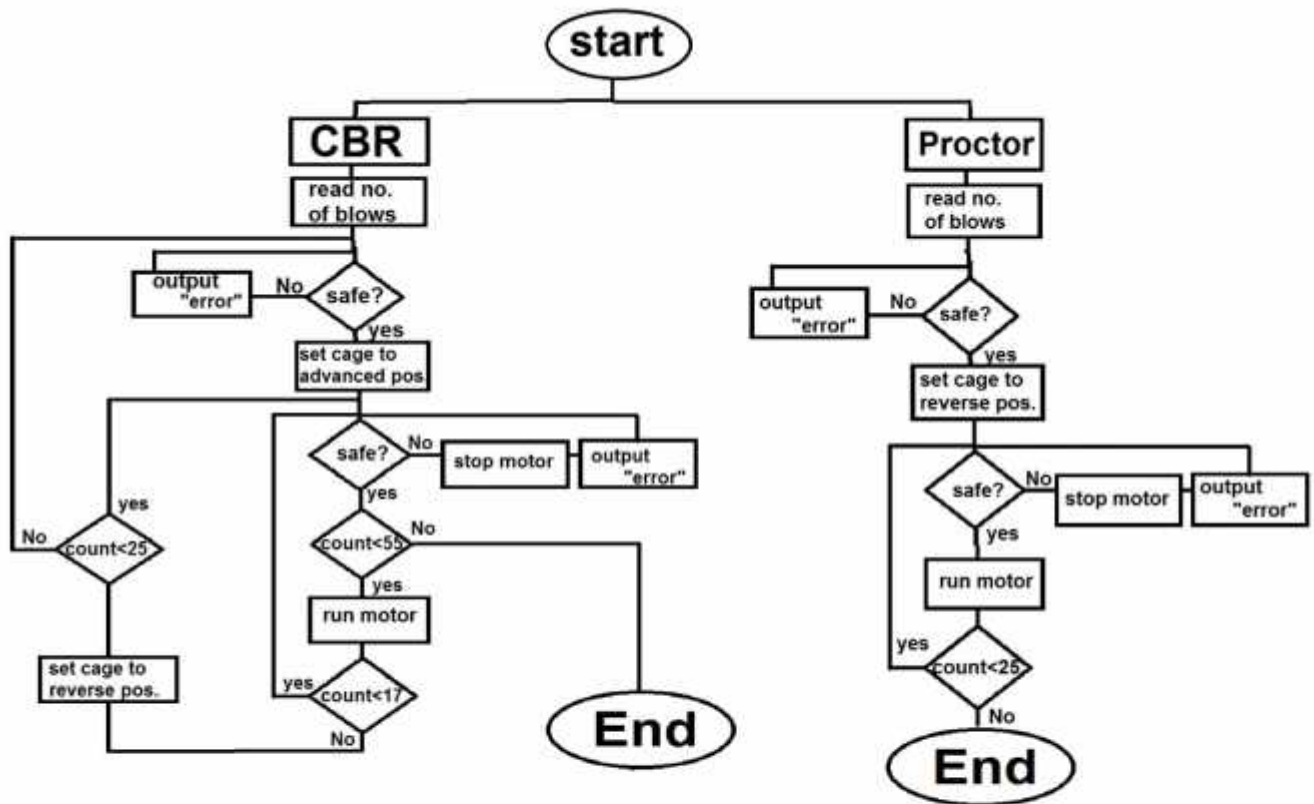 start
CBR
read no.
of blows
output
"error"
No
safe?
yes
set cage to
advanced pos
safe?
No
stop motor
output
"error"
yes
yes
No
count<25
count<55
No
yes
run motor
set cage to
reverse pos.
yes
count<17
No
End
Proctor
read no.
of blows
output
"error"
No
safe?
yes
set cage to
reverse pos.
safe?
No
stop motor
output
"error"
yes
run motor
yes
count<25
No
End